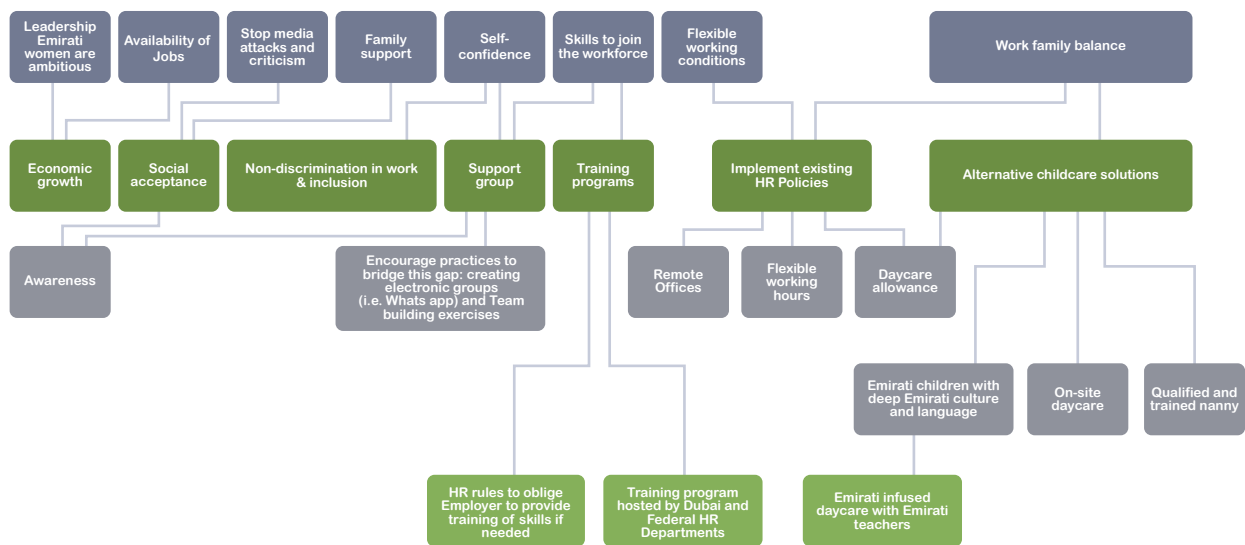 Leadership
Emirati
women are
ambitious
Availability of
Jobs
Stop media
attacks and
criticism
Family
support
Self-
confidence
Skills to join
the workforce
Flexible
working
conditions
Work family balance
Economic
growth
Social
acceptance
Non-discrimination in work
& inclusion
Support
group
Training
programs
Implement existing
HR Policies
Alternative childcare solutions
Awareness
Encourage practices to
bridge this gap: creating
electronic groups
(i.e. Whats app) and Team
building exercises
Remote
Offices
Flexible
working
hours
Daycare
allowance
Emirati children with
deep Emirati culture
and language
On-site
daycare
Qualified and
trained nanny
HR rules to oblige
Employer to provide
training of skills if
needed
Training program
hosted by Dubai and
Federal HR
Departments
Emirati infused
daycare with Emirati
teachers